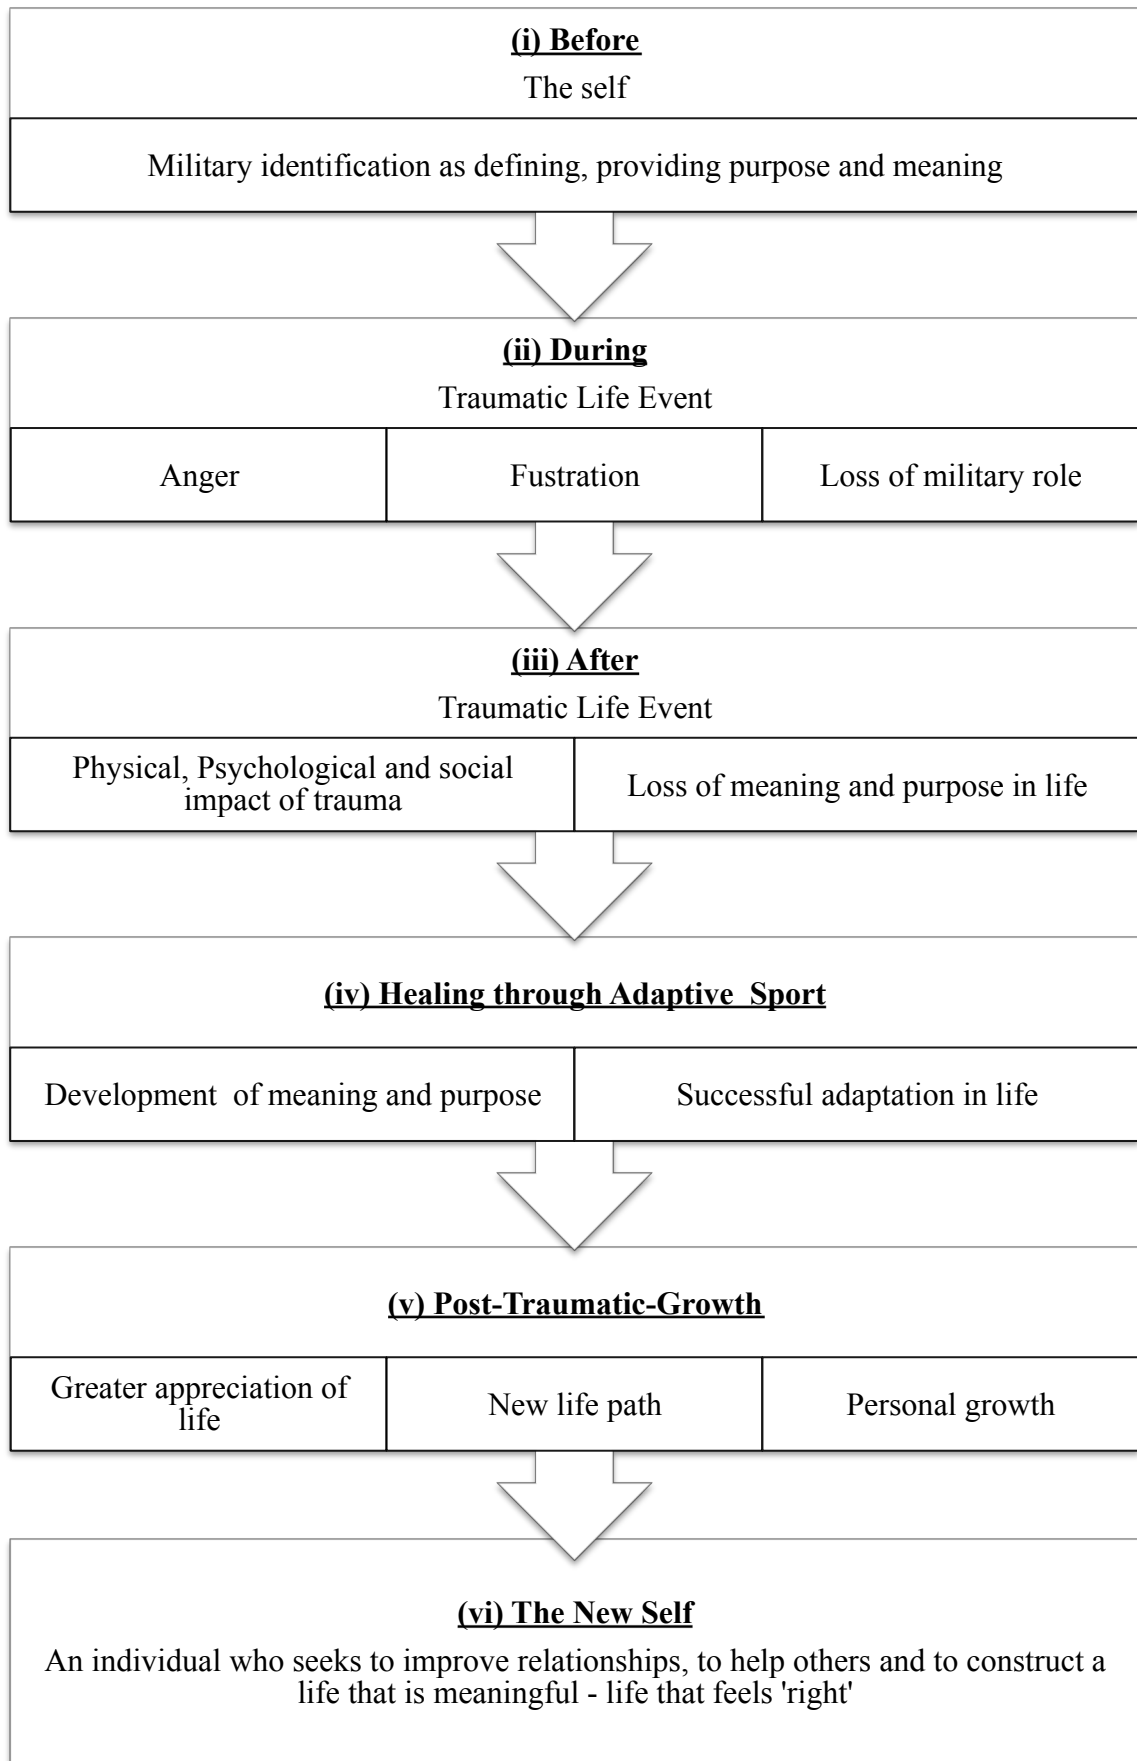 (i) Before
The self
Military identification as defining, providing purpose and meaning
(ii) During
Traumatic Life Event
Anger
Fustration
Loss of military role
(iii) After
Traumatic Life Event
Physical, Psychological and social
impact of trauma
Loss of meaning and purpose in life
(iv) Healing through Adaptive  Sport
Development  of meaning and purpose
Successful adaptation in life
(v) Post-Traumatic-Growth
Greater appreciation of
life
New life path
Personal growth
(vi) The New Self
An individual who seeks to improve relationships, to help others and to construct a
life that is meaningful - life that feels 'right'